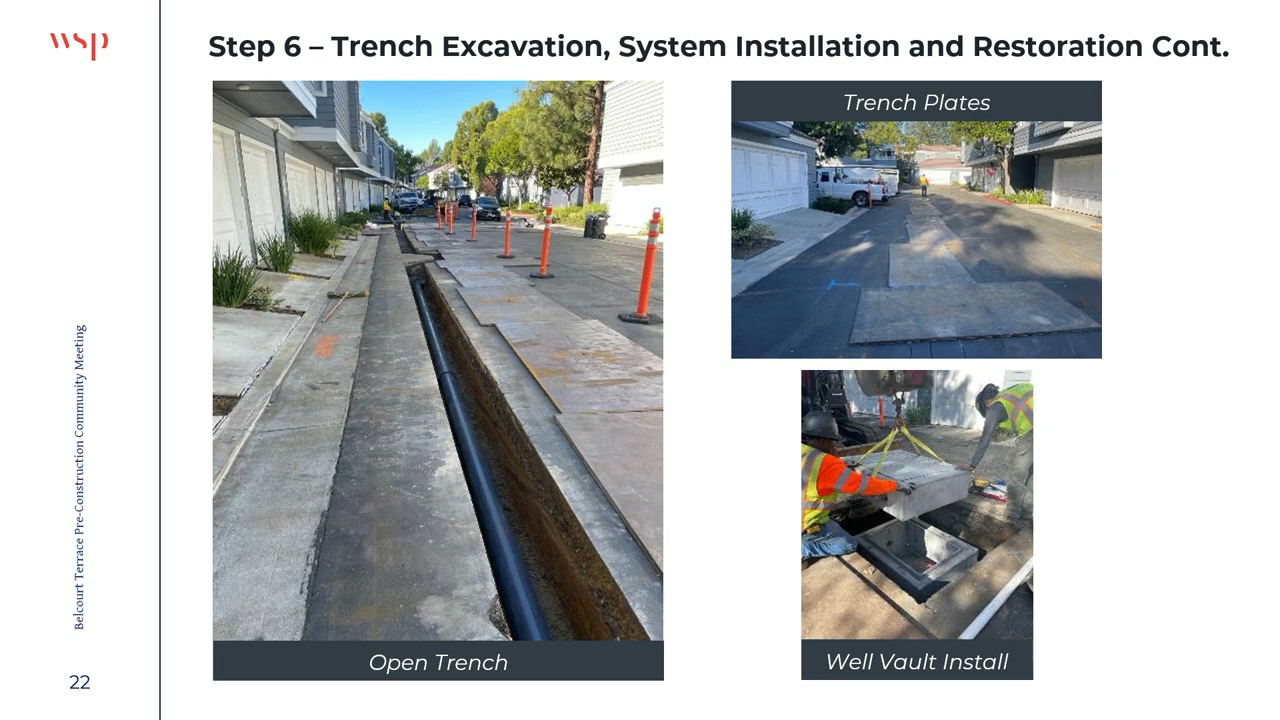 wsp
Step 6 – Trench Excavation, System Installation and Restoration Cont.
Trench Plates
Open Trench
Well Vault Install
Belcourt Terrace Pre-Construction Community Meeting
22